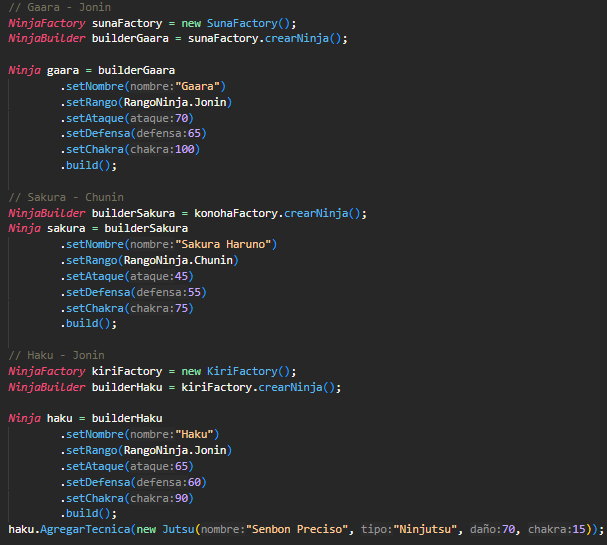 // Gaara - Jonin
NinjaFactory sunaFactory = new SunaFactory();
NinjaBuilder builderGaara = sunaFactory.crearNinja();
Ninja gaara = builderGaara
.setNombre(nombre:"Gaara")
.setRango(RangoNinja.Jonin)
.setAtaque(ataque:70)
.setDefensa(defensa:65)
.setChakra(chakra:100)
.build();
// Sakura - Chunin
NinjaBuilder builderSakura = konohaFactory.crearNinja();
Ninja sakura = builderSakura
.setNombre(nombre:"Sakura Haruno")
.setRango(RangoNinja.Chunin)
.setAtaque(ataque:45)
.setDefensa(defensa:55)
.setChakra(chakra:75)
.build();
// Haku - Jonin
NinjaFactory kiriFactory = new KiriFactory();
NinjaBuilder builderHaku = kiriFactory.crearNinja();
Ninja haku = builderHaku
.setNombre(nombre:"Haku")
.setRango(RangoNinja.Jonin)
.setAtaque(ataque:65)
.setDefensa(defensa:60)
.setChakra(chakra:90)
.build();
haku.AgregarTecnica(new Jutsu(nombre:"Senbon Preciso", tipo:"Ninjutsu", daño:70, chakra:15));